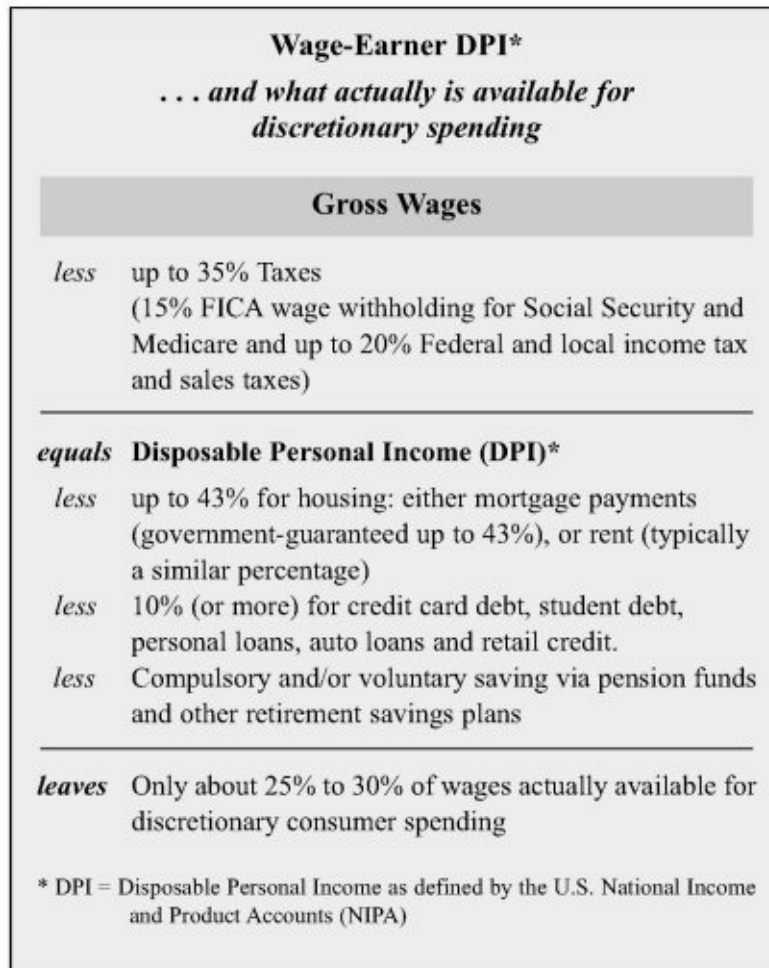 Wage-Earner DPI*
. . . and what actually is available for
discretionary spending
Gross Wages
less up to 35% Taxes
(15% FICA wage withholding for Social Security and
Medicare and up to 20% Federal and local income tax
and sales taxes)
equals Disposable Personal Income (DPI)*
less up to 43% for housing: either mortgage payments
(government-guaranteed up to 43%), or rent (typically
a similar percentage)
less 10% (or more) for credit card debt, student debt,
personal loans, auto loans and retail credit.
less Compulsory and/or voluntary saving via pension funds
and other retirement savings plans
leaves Only about 25% to 30% of wages actually available for
discretionary consumer spending
* DPI = Disposable Personal Income as defined by the U.S. National Income
and Product Accounts (NIPA)